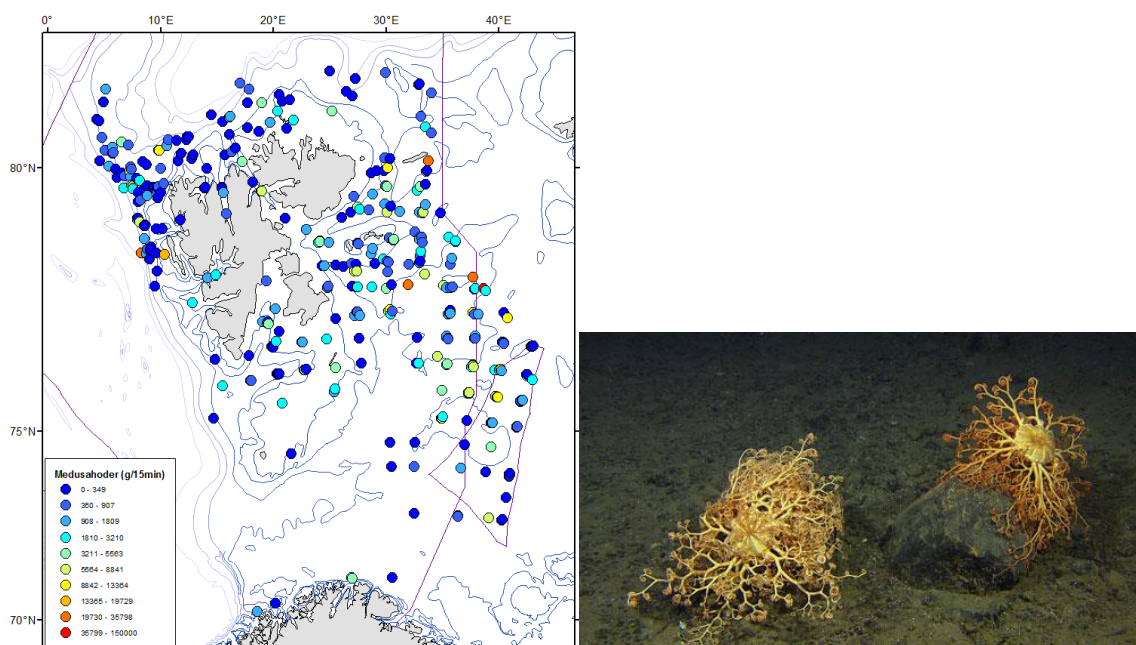 0° 10°E 20°E 30°E 40°E
80°N
75°N
Medusahoder (g/15min)
0 - 349
350 - 907
908 - 1809
1810 - 3210
3211 - 5563
5564 - 8841
8842 - 13364
13365 - 19729
19730 - 35798
35799 - 150000
70°N